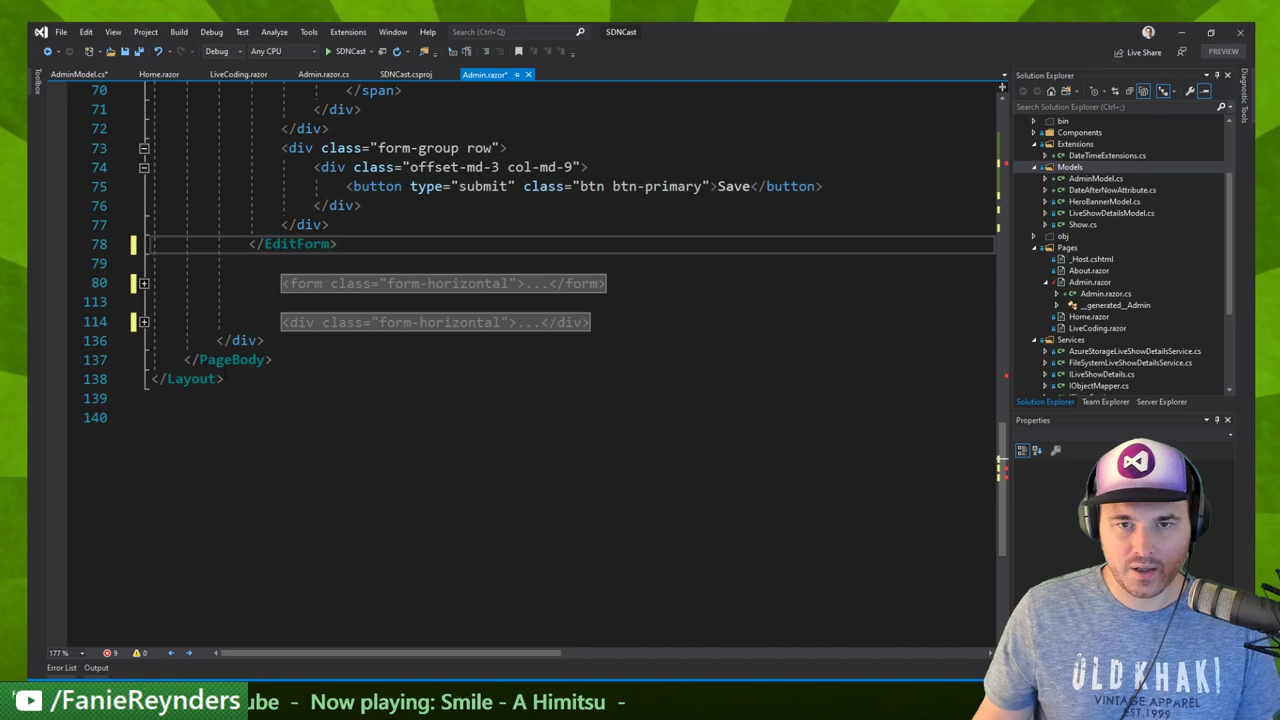 File Edit View Project Build Debug Test Analyze Tools Extensions Window Help Search (Ctrl+Q) SDNCast
Debug Any CPU SDNCast Live Share PREVIEW
AdminModel.cs* Home.razor LiveCoding.razor Admin.razor.cs SDNCast.csproj Admin.razor*
70 </span>
71 </div>
72 </div>
73 <div class="form-group row">
74 <div class="offset-md-3 col-md-9">
75 <button type="submit" class="btn btn-primary">Save</button>
76 </div>
77 </div>
78 </EditForm>
79
80 <form class="form-horizontal">...</form>
113
114 <div class="form-horizontal">...</div>
136 </div>
137 </PageBody>
138 </Layout>
139
140
177 % 9 0
Error List Output
Toolbox
Solution Explorer
Search Solution Explorer (Ctrl+;)
bin
Components
Extensions
DateTimeExtensions.cs
Models
AdminModel.cs
DateAfterNowAttribute.cs
HeroBannerModel.cs
LiveShowDetailsModel.cs
Show.cs
obj
Pages
_Host.cshtml
About.razor
Admin.razor
Admin.razor.cs
__generated__Admin
Home.razor
LiveCoding.razor
Services
AzureStorageLiveShowDetailsService.cs
FileSystemLiveShowDetailsService.cs
ILiveShowDetailsService.cs
IObjectMapper.cs
Solution Explorer Team Explorer Server Explorer
Properties
Diagnostic Tools
OLD KHAKI
VINTAGE APPAREL
EST.1999
/FanieReynders
ube - Now playing: Smile - A Himitsu -